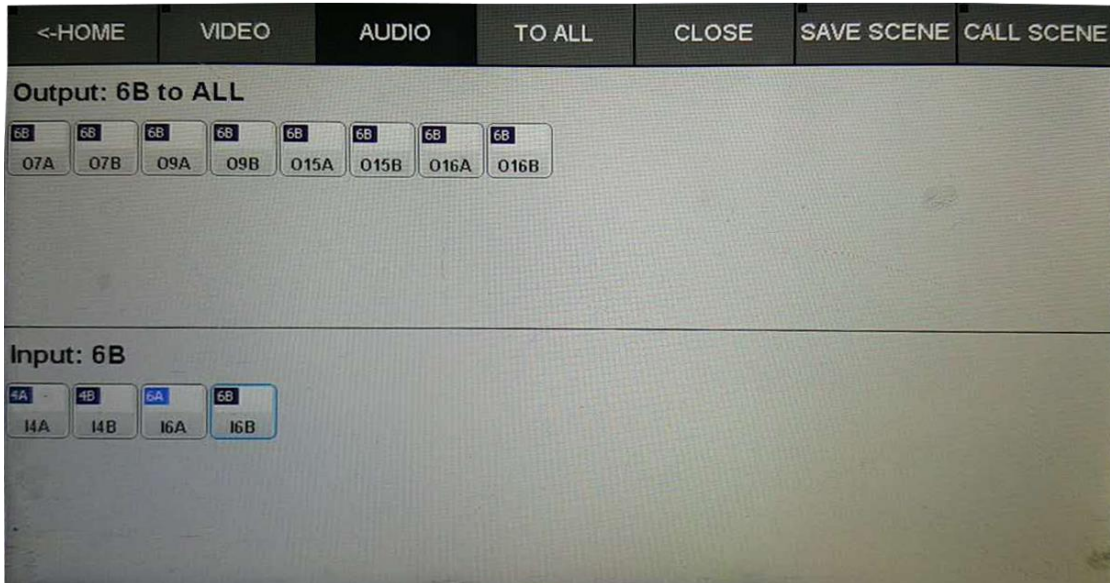 <-HOME VIDEO AUDIO TO ALL CLOSE SAVE SCENE CALL SCENE
Output: 6B to ALL
6B 6B 6B 6B 6B 6B 6B 6B
O7A O7B O9A O9B O15A O15B O16A O16B
Input: 6B
4A 4B 6A 6B
I4A I4B I6A I6B